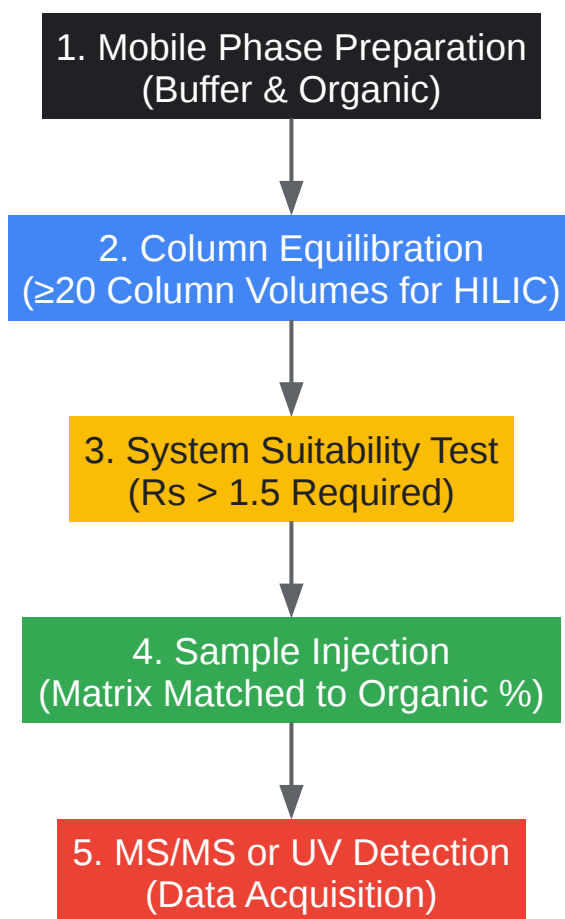 1. Mobile Phase Preparation
(Buffer & Organic)
2. Column Equilibration
(≥20 Column Volumes for HILIC)
3. System Suitability Test
(Rs > 1.5 Required)
4. Sample Injection
(Matrix Matched to Organic %)
5. MS/MS or UV Detection
(Data Acquisition)